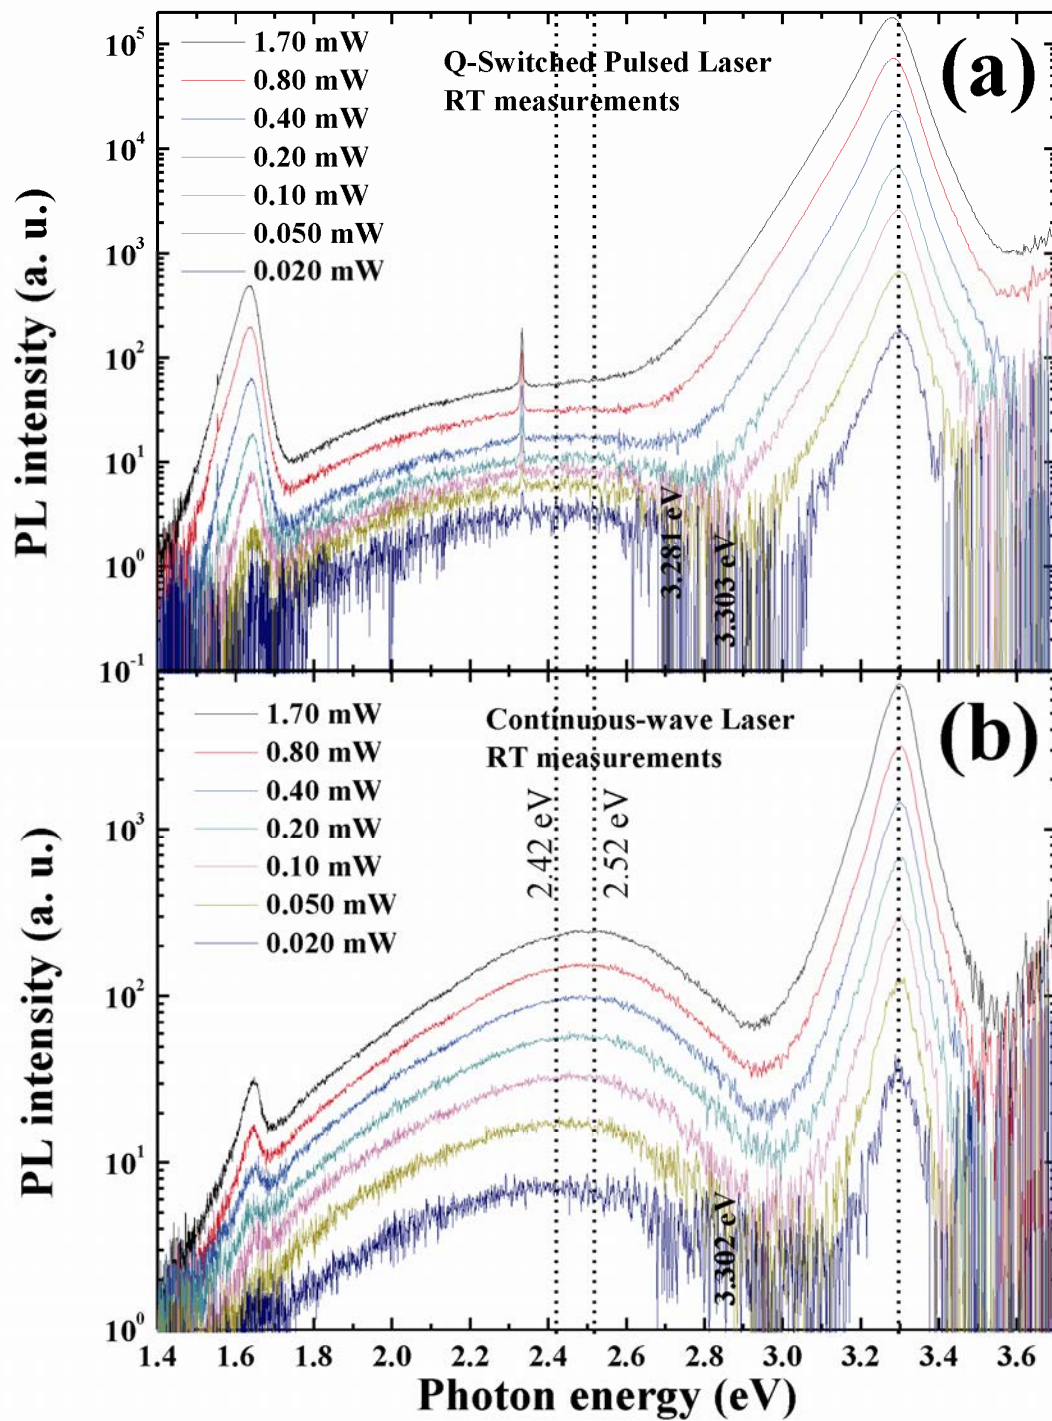 (a)
Q-Switched Pulsed Laser
RT measurements
1.70 mW
0.80 mW
0.40 mW
0.20 mW
0.10 mW
0.050 mW
0.020 mW
PL intensity (a. u.)
10^5
10^4
10^3
10^2
10^1
10^0
10^-1
3.281 eV
3.303 eV
(b)
Continuous-wave Laser
RT measurements
1.70 mW
0.80 mW
0.40 mW
0.20 mW
0.10 mW
0.050 mW
0.020 mW
2.42 eV
2.52 eV
3.302 eV
PL intensity (a. u.)
10^3
10^2
10^1
10^0
1.4 1.6 1.8 2.0 2.2 2.4 2.6 2.8 3.0 3.2 3.4 3.6
Photon energy (eV)